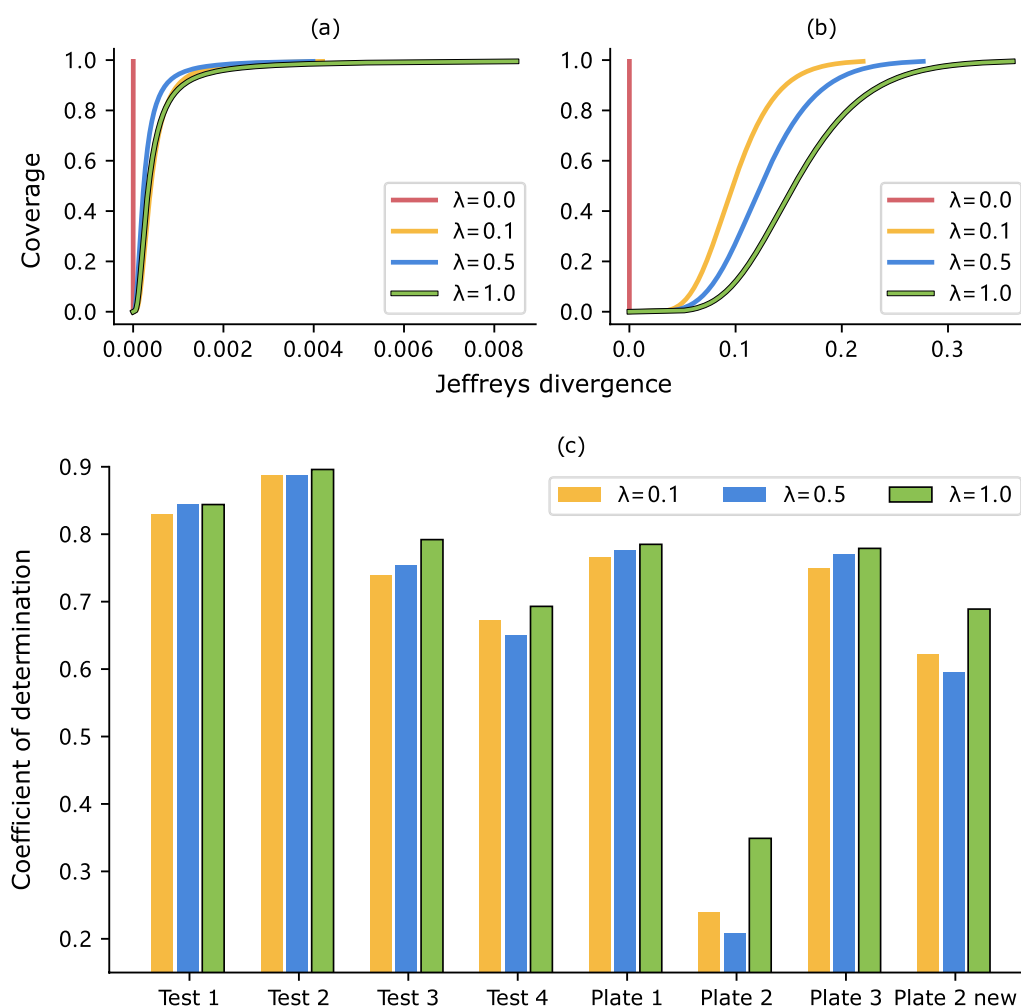 (a)
(b)
Coverage
1.0
0.8
0.6
0.4
0.2
0.0
λ=0.0
λ=0.1
λ=0.5
λ=1.0
0.000
0.002
0.004
0.006
0.008
1.0
0.8
0.6
0.4
0.2
0.0
λ=0.0
λ=0.1
λ=0.5
λ=1.0
0.0
0.1
0.2
0.3
Jeffreys divergence
(c)
Coefficient of determination
0.9
0.8
0.7
0.6
0.5
0.4
0.3
0.2
λ=0.1
λ=0.5
λ=1.0
Test 1
Test 2
Test 3
Test 4
Plate 1
Plate 2
Plate 3
Plate 2 new